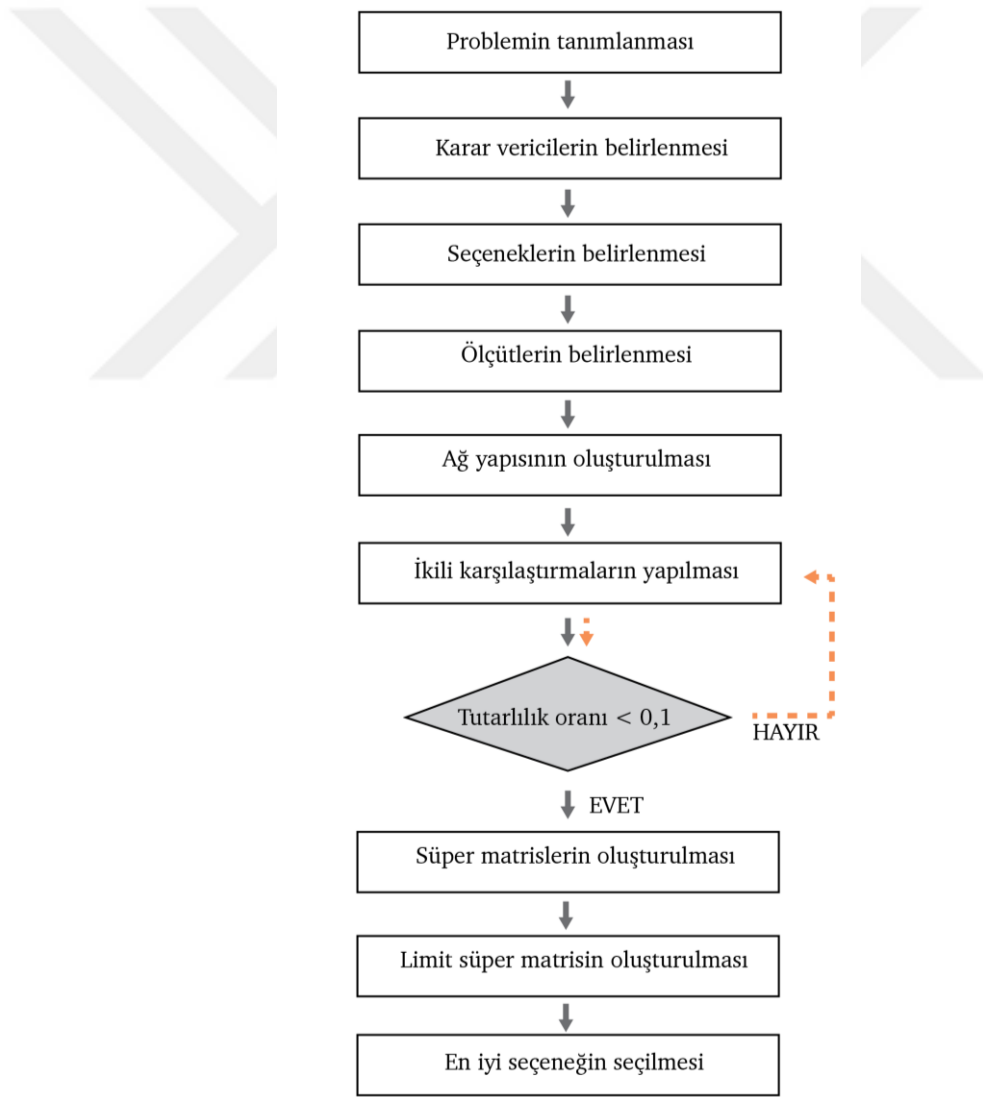 Problemin tanımlanması
Karar vericilerin belirlenmesi
Seçeneklerin belirlenmesi
Ölçütlerin belirlenmesi
Ağ yapısının oluşturulması
İkili karşılaştırmaların yapılması
Tutarlılık oranı < 0,1
HAYIR
EVET
Süper matrislerin oluşturulması
Limit süper matrisin oluşturulması
En iyi seçeneğin seçilmesi